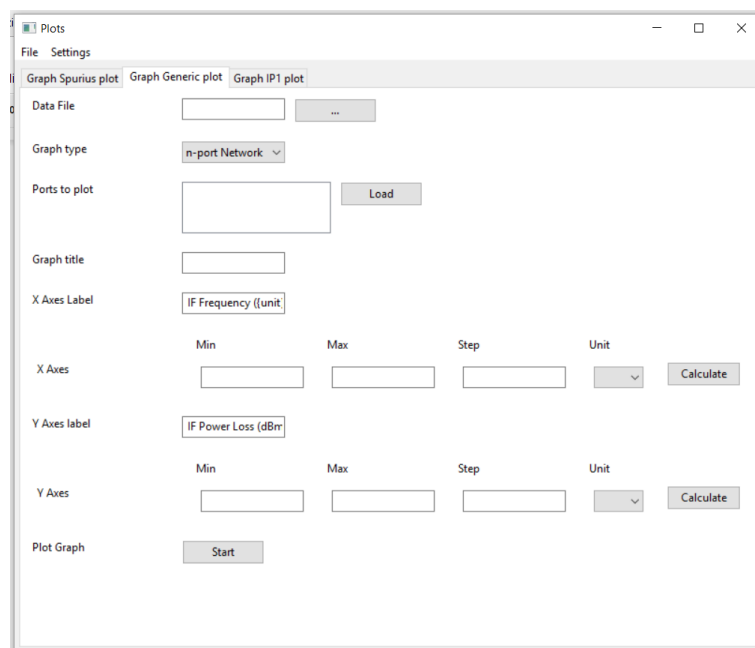 Plots
File Settings
Graph Spurius plot Graph Generic plot Graph IP1 plot
Data File ...
Graph type n-port Network
Ports to plot Load
Graph title
X Axes Label IF Frequency ({unit}
Min Max Step Unit
X Axes Calculate
Y Axes label IF Power Loss (dBm
Min Max Step Unit
Y Axes Calculate
Plot Graph Start